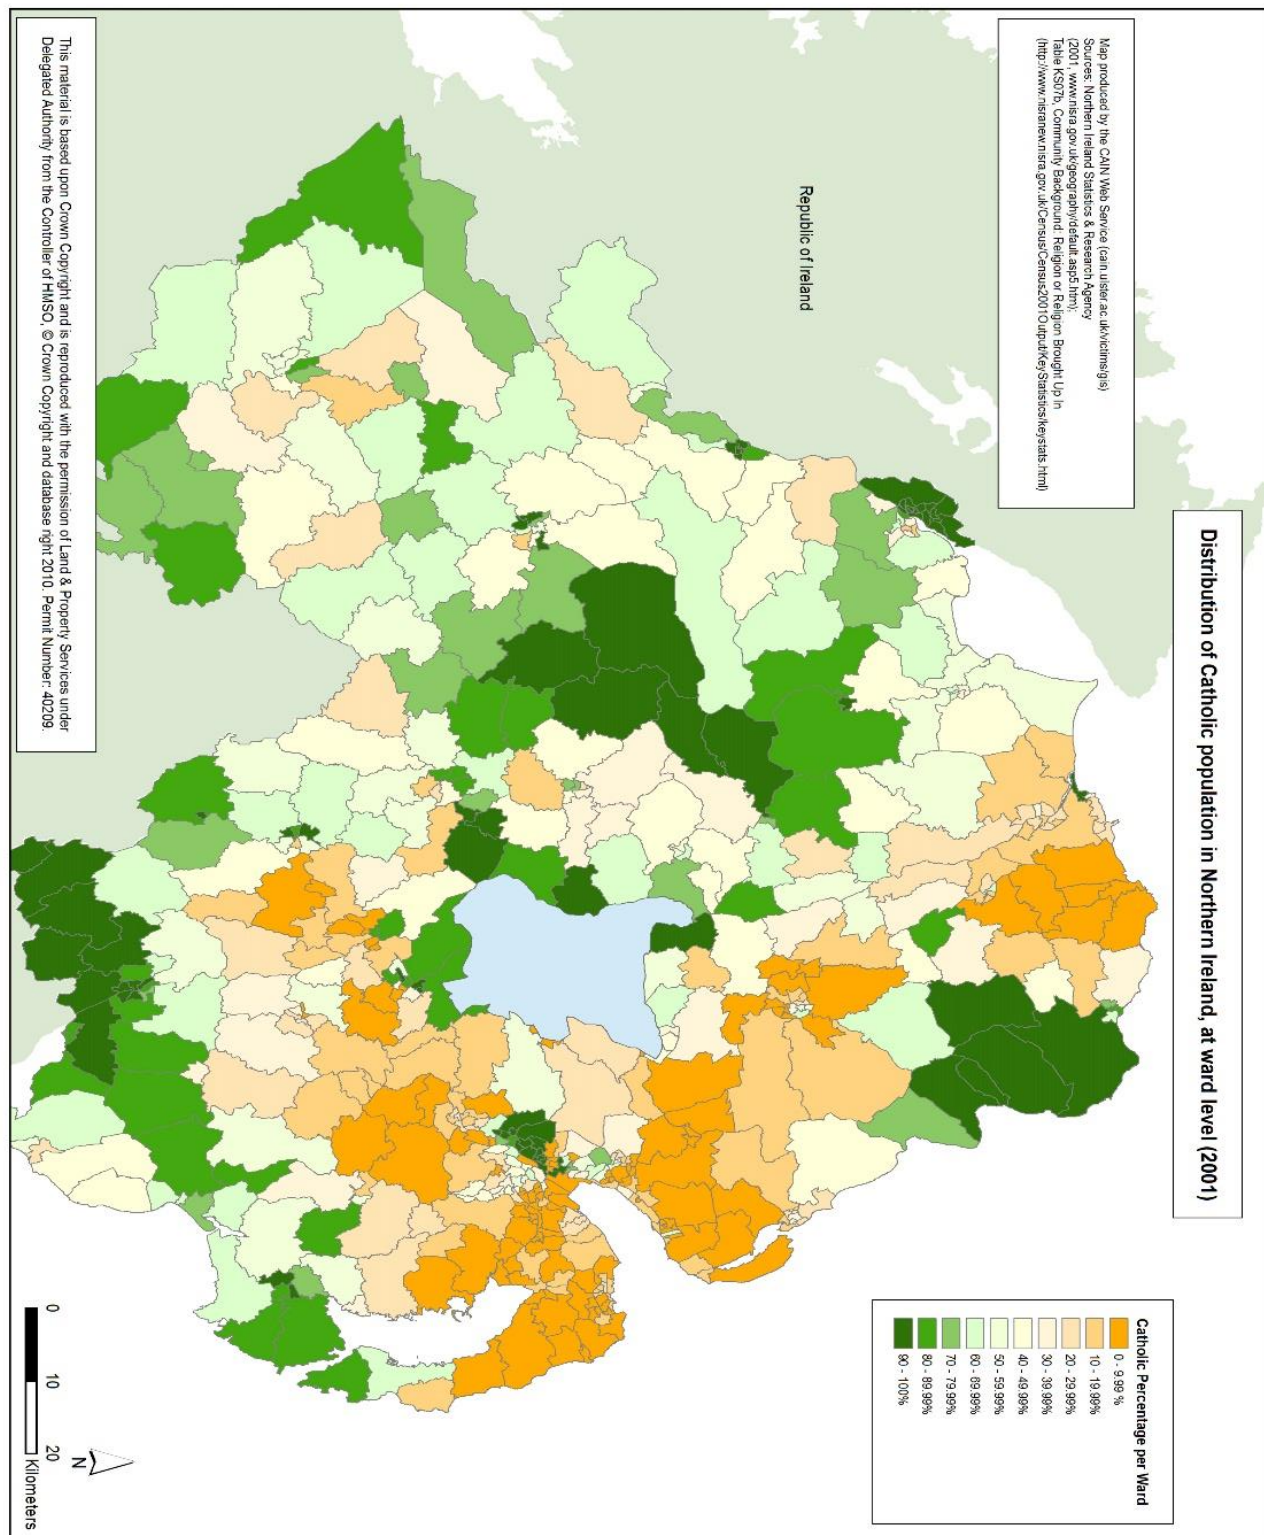 Distribution of Catholic population in Northern Ireland, at ward level (2001)
Map produced by the CAIN Web Service (cain.ulster.ac.uk/victims/gis)
Sources: Northern Ireland Statistics & Research Agency
(2001, www.nisra.gov.uk/geography/default.asp5.htm);
Table KS07b, Community Background: Religion or Religion Brought Up In
(http://www.nisranew.nisra.gov.uk/Census/Census2001Output/KeyStatistics/keystats.html)
Republic of Ireland
Catholic Percentage per Ward
0 - 9.99 %
10 - 19.99%
20 - 29.99%
30 - 39.99%
40 - 49.99%
50 - 59.99%
60 - 69.99%
70 - 79.99%
80 - 89.99%
90 - 100%
This material is based upon Crown Copyright and is reproduced with the permission of Land & Property Services under
Delegated Authority from the Controller of HMSO, © Crown Copyright and database right 2010. Permit Number: 40209.
0 10 20
Kilometers
N